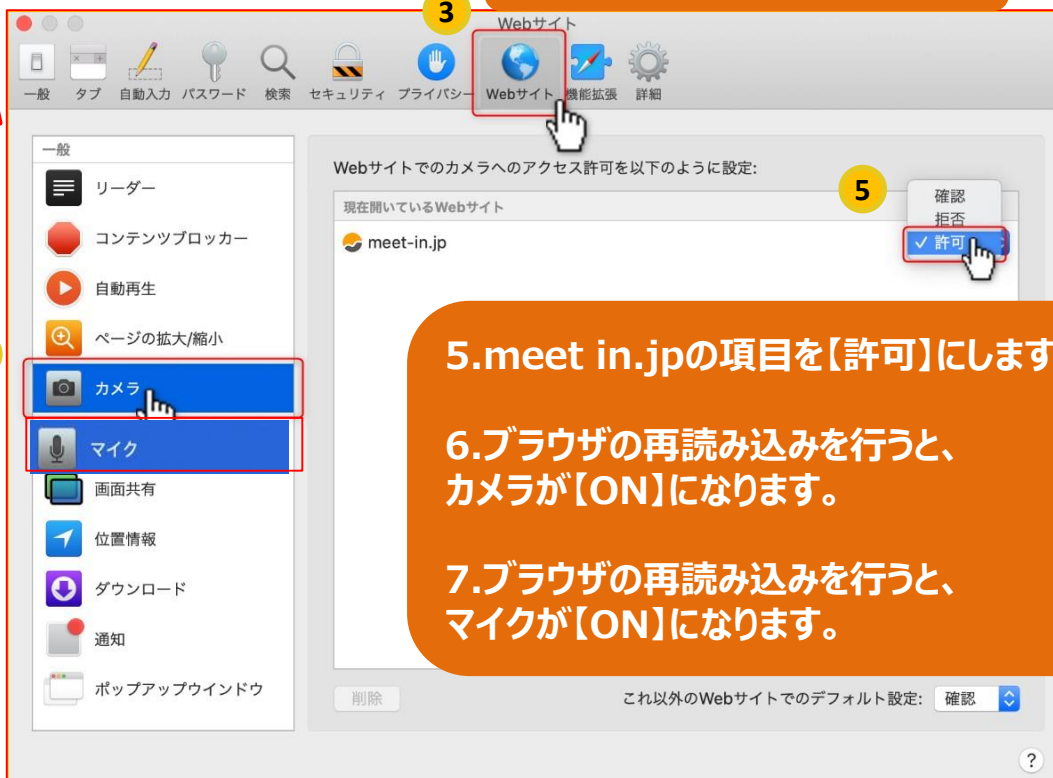 3
Webサイト
一般 タブ 自動入力 パスワード 検索 セキュリティ プライバシー Webサイト 機能拡張 詳細
一般
リーダー
コンテンツブロッカー
自動再生
ページの拡大/縮小
カメラ
マイク
画面共有
位置情報
ダウンロード
通知
ポップアップウインドウ
Webサイトでのカメラへのアクセス許可を以下のように設定:
現在開いているWebサイト
meet-in.jp
5
確認
拒否
✓ 許可
5.meet in.jpの項目を【許可】にします
6.ブラウザの再読み込みを行うと、
カメラが【ON】になります。
7.ブラウザの再読み込みを行うと、
マイクが【ON】になります。
削除
これ以外のWebサイトでのデフォルト設定: 確認
?